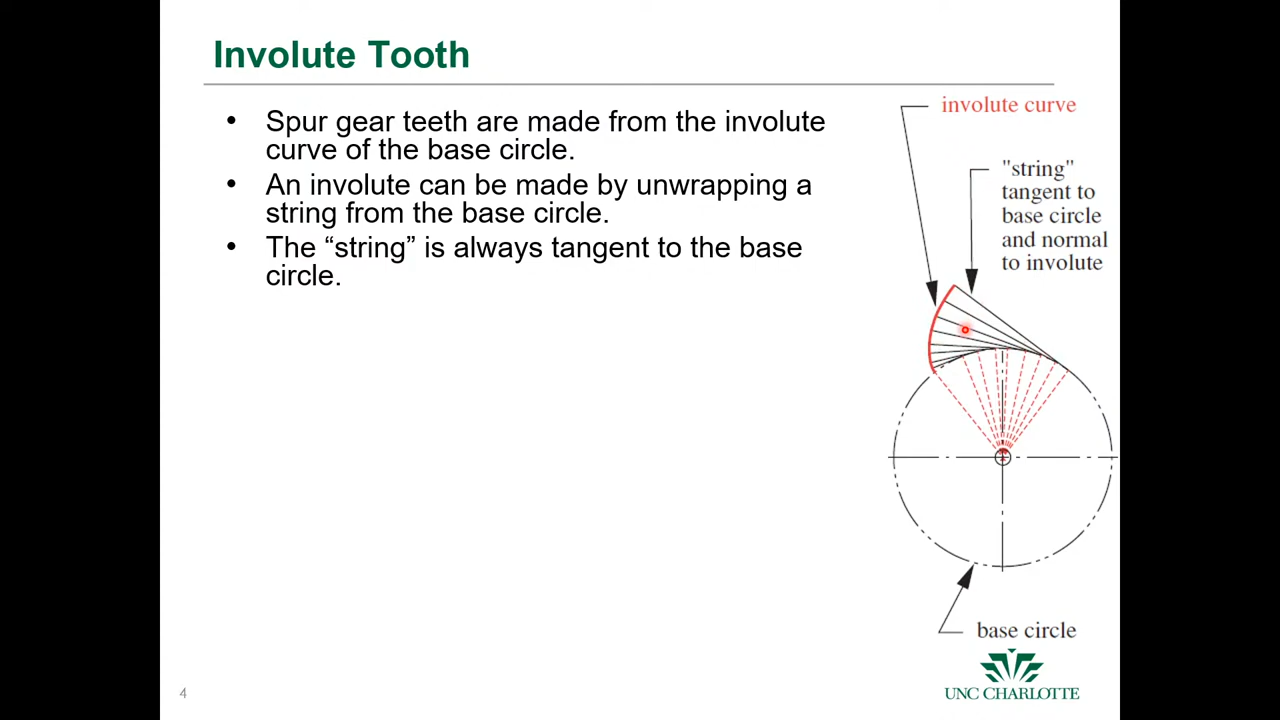 Involute Tooth
• Spur gear teeth are made from the involute
curve of the base circle.
• An involute can be made by unwrapping a
string from the base circle.
• The “string” is always tangent to the base
circle.
involute curve
"string"
tangent to
base circle
and normal
to involute
base circle
4
UNC CHARLOTTE